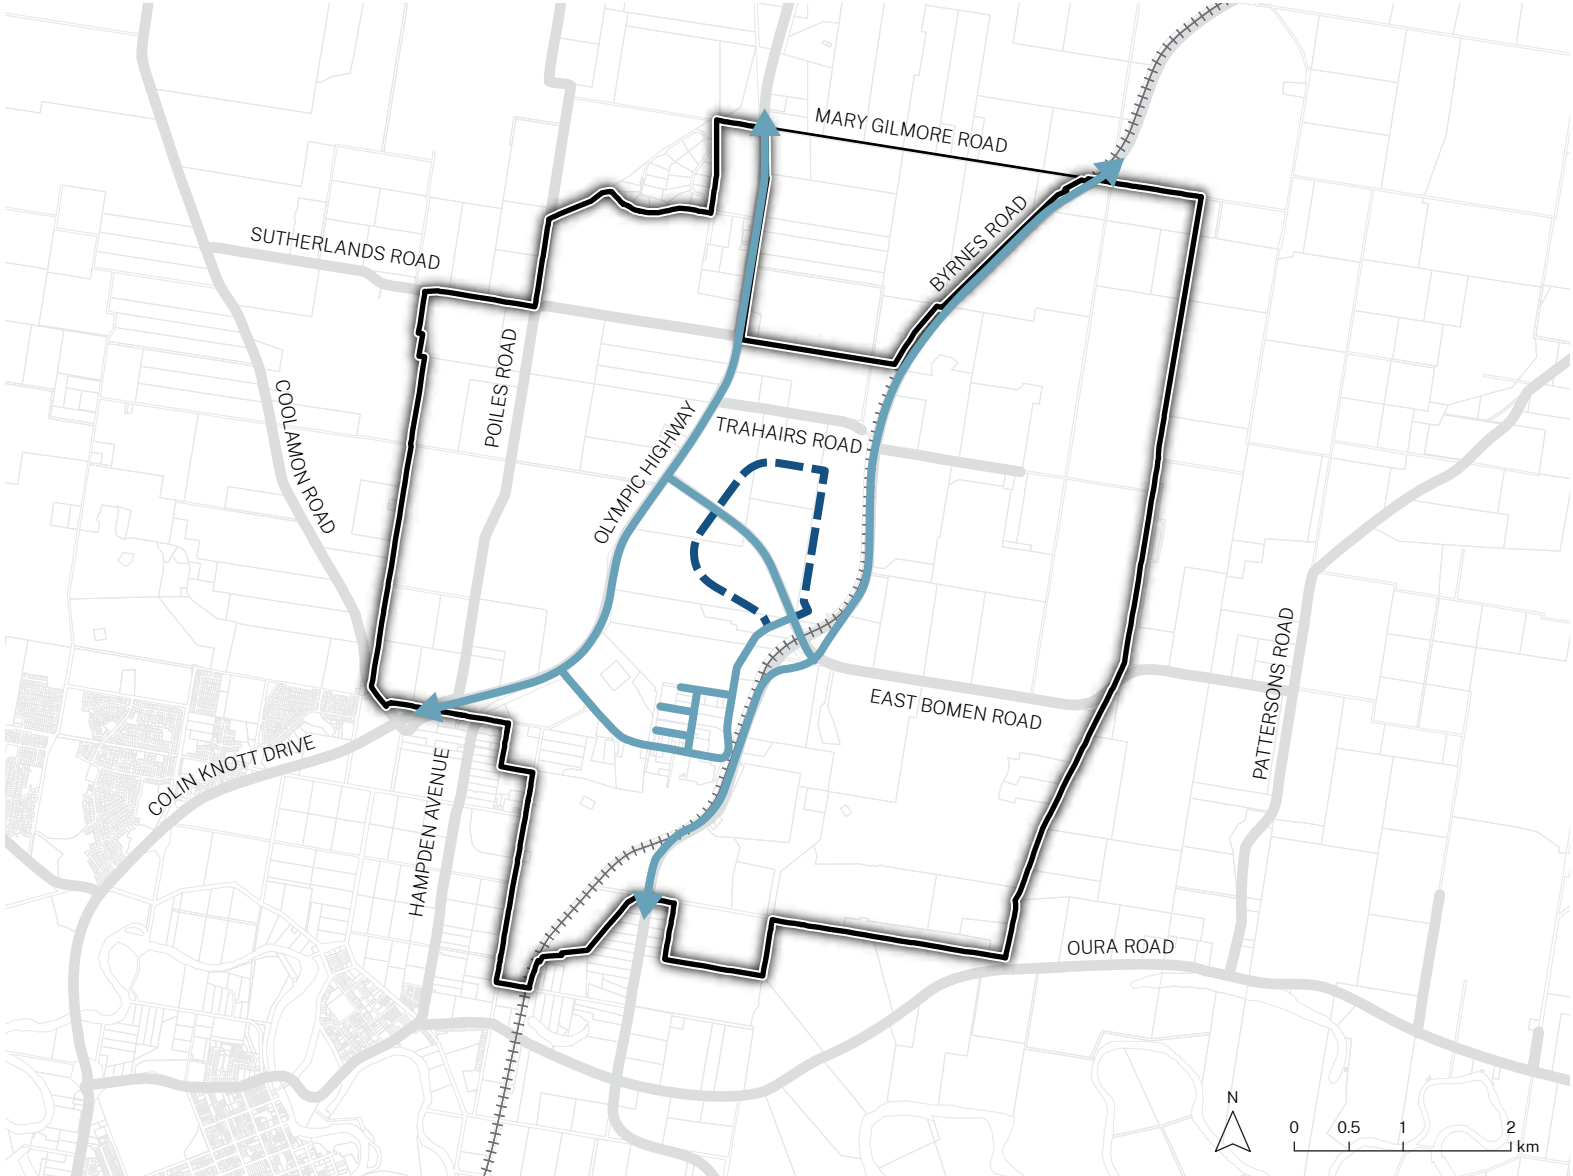 MARY GILMORE ROAD
SUTHERLANDS ROAD
BYRNES ROAD
POILES ROAD
COOLAMON ROAD
OLYMPIC HIGHWAY
TRAHAIRS ROAD
EAST BOMEN ROAD
PATTERSONS ROAD
COLIN KNOTT DRIVE
HAMPDEN AVENUE
OURA ROAD
N
0 0.5 1 2
km